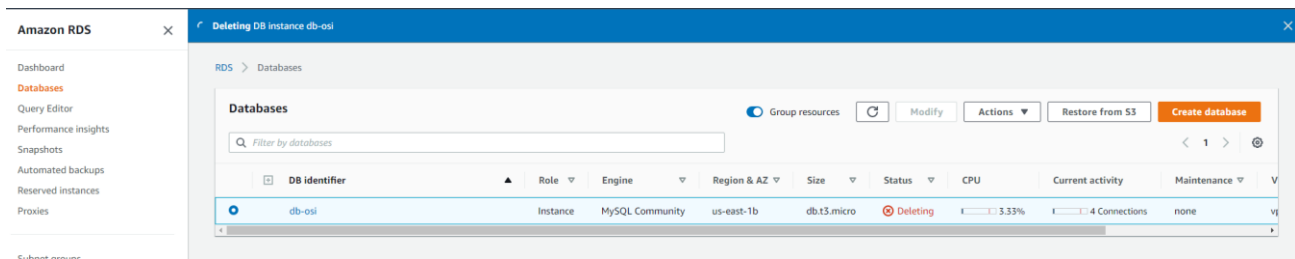 Amazon RDS
Deleting DB instance db-osi
Dashboard
Databases
Query Editor
Performance insights
Snapshots
Automated backups
Reserved instances
Proxies
Subnet groups
RDS > Databases
Databases
Group resources
Modify
Actions
Restore from S3
Create database
Filter by databases
1
DB identifier Role Engine Region & AZ Size Status CPU Current activity Maintenance V
db-osi Instance MySQL Community us-east-1b db.t3.micro Deleting 3.33% 4 Connections none